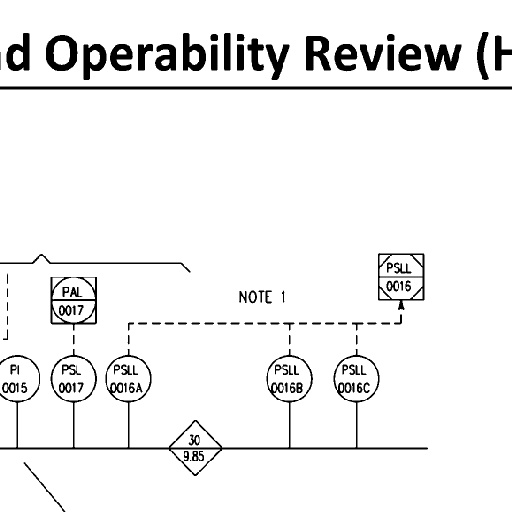 nd Operability Review (H
PSLL
0016
PAL
0017
NOTE 1
PI
0015
PSL
0017
PSLL
0016A
PSLL
0016B
PSLL
0016C
30
9.85